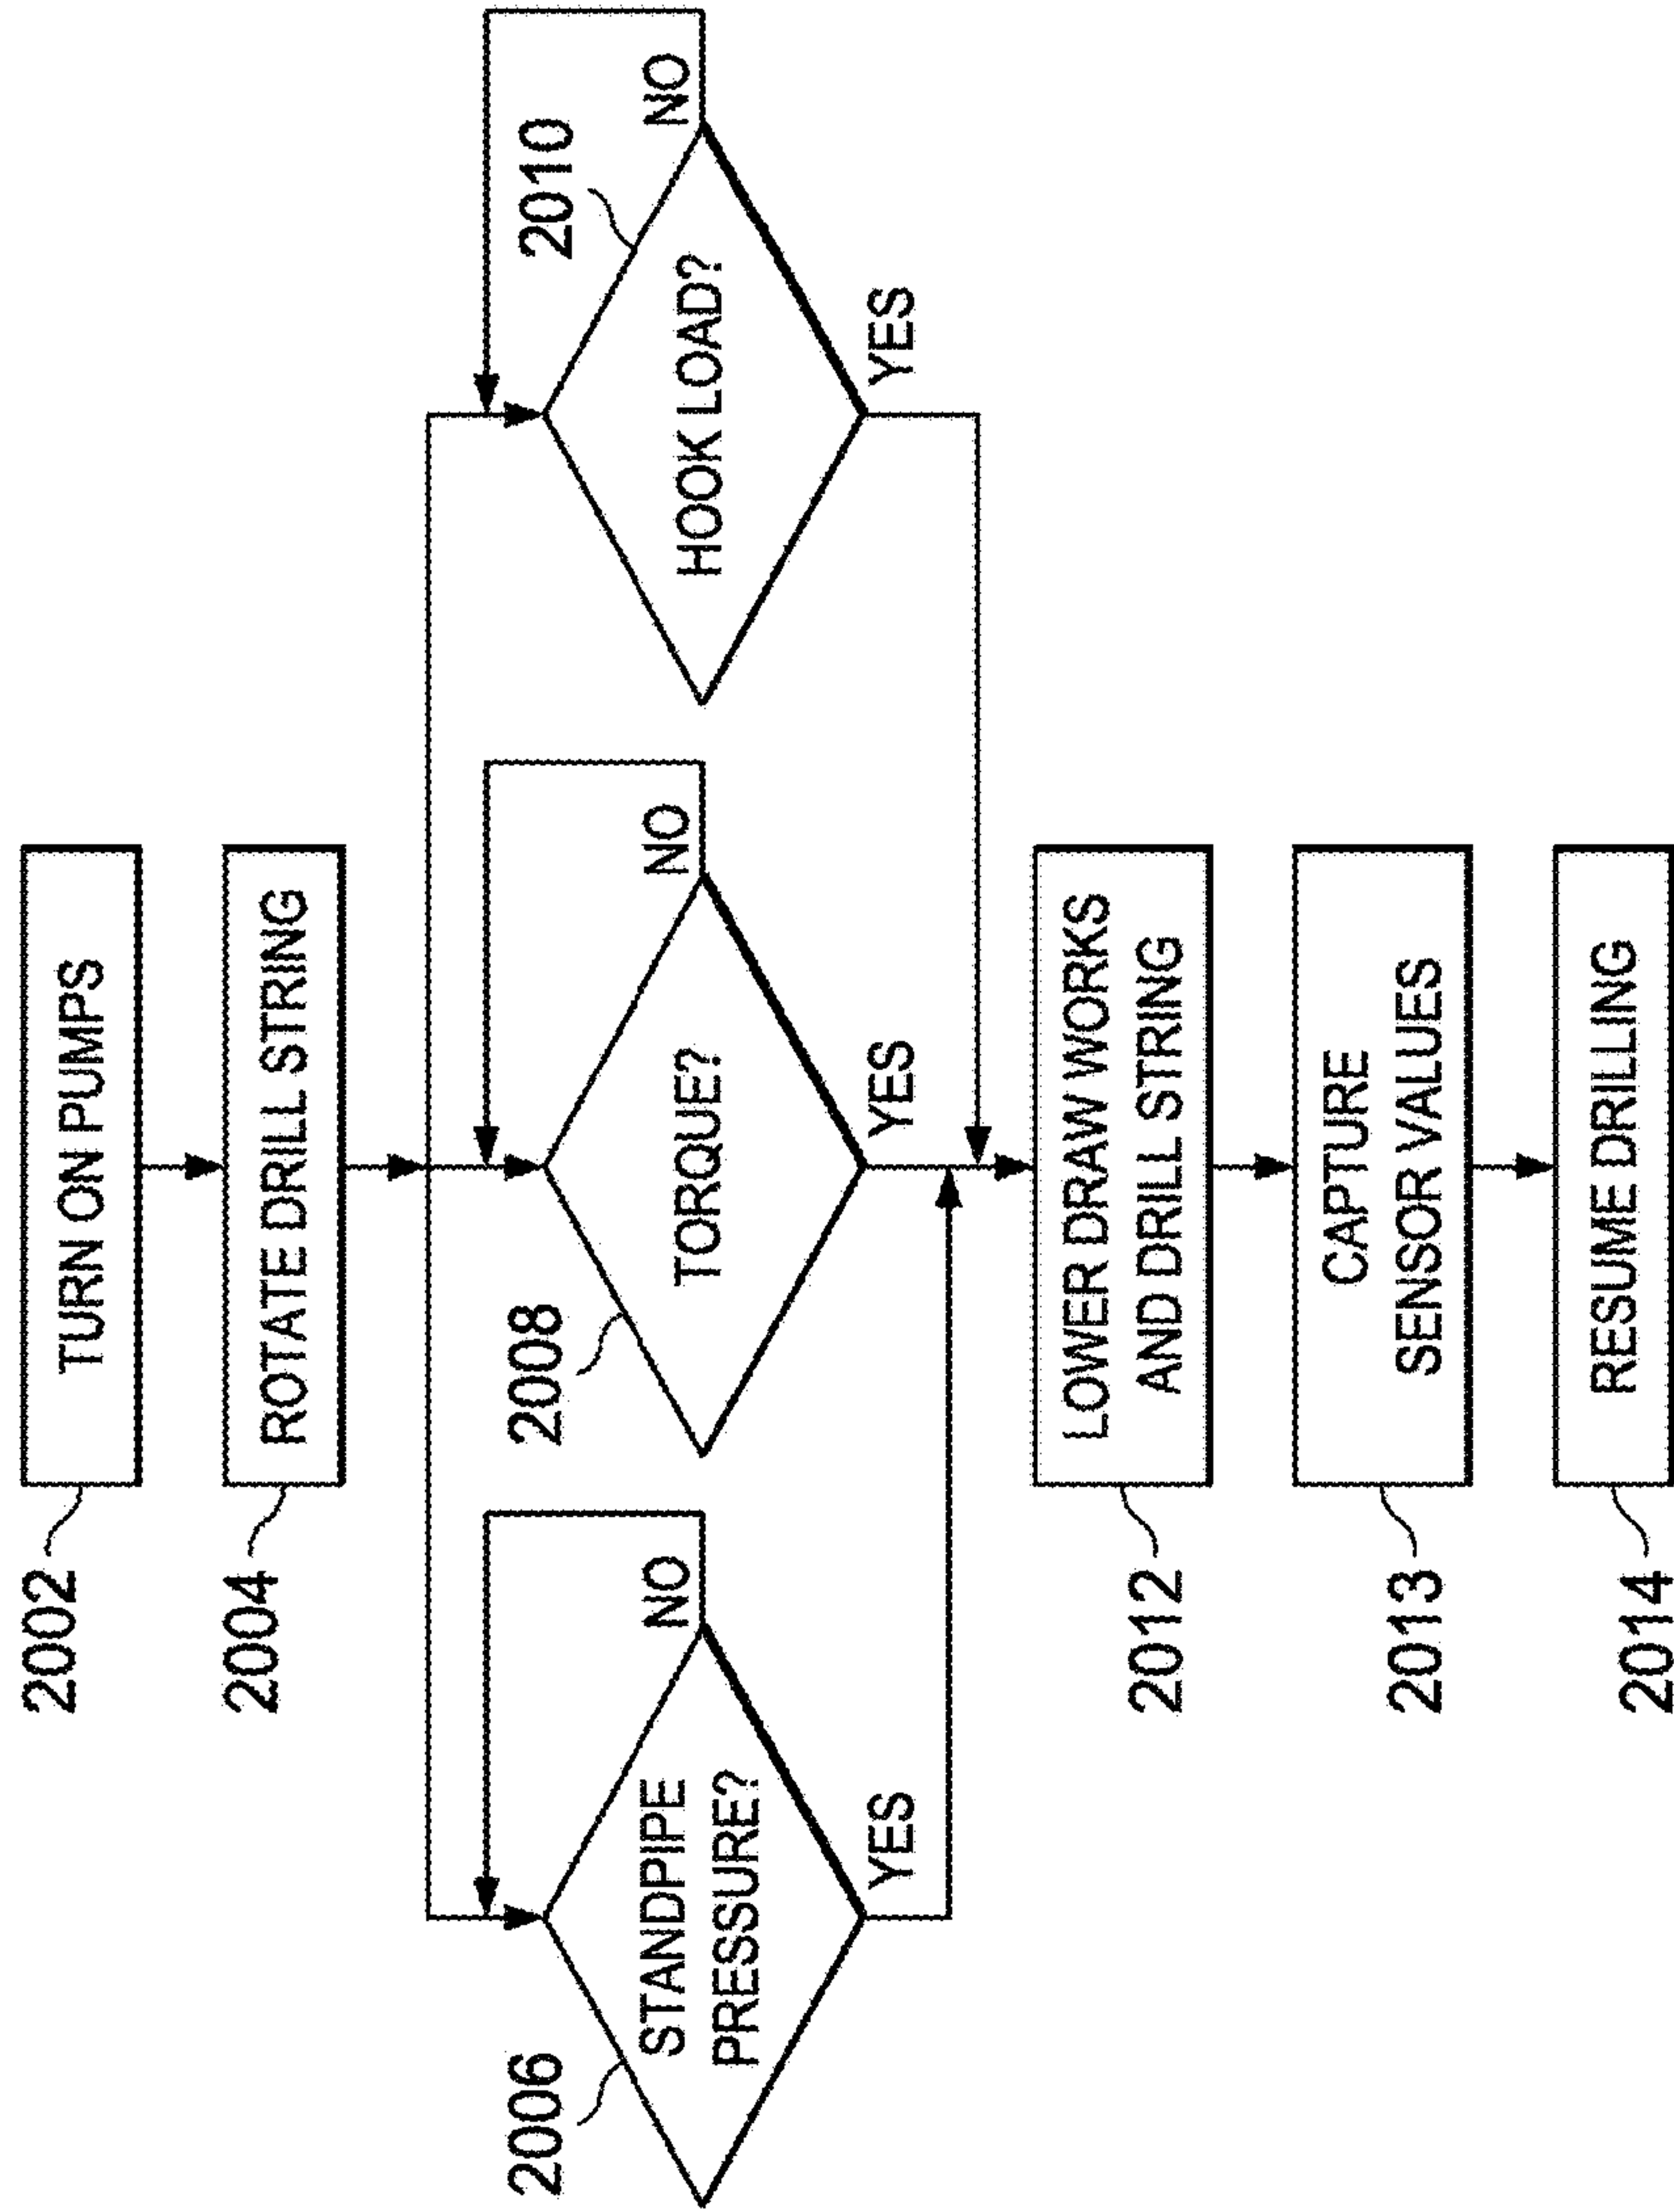 2002
TURN ON PUMPS
2004
ROTATE DRILL STRING
2006
STANDPIPE
PRESSURE?
NO
YES
2008
TORQUE?
NO
YES
2010
HOOK LOAD?
NO
YES
2012
LOWER DRAW WORKS
AND DRILL STRING
2013
CAPTURE
SENSOR VALUES
2014
RESUME DRILLING